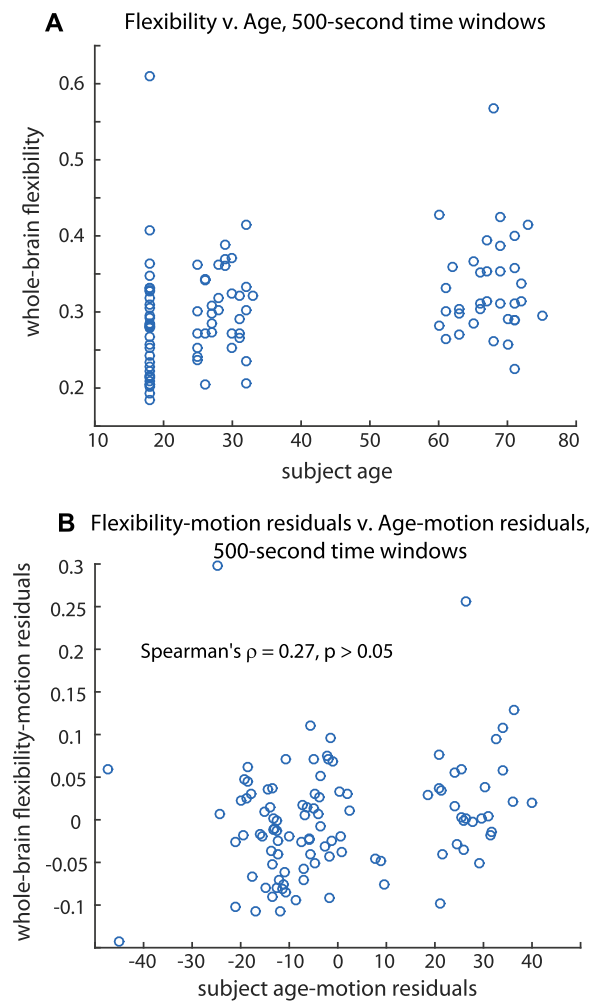 A Flexibility v. Age, 500-second time windows
whole-brain flexibility
0.6
0.5
0.4
0.3
0.2
10 20 30 40 50 60 70 80
subject age
B Flexibility-motion residuals v. Age-motion residuals,
500-second time windows
whole-brain flexibility-motion residuals
0.3
0.25
0.2
Spearman's ρ = 0.27, p > 0.05
0.15
0.1
0.05
0
-0.05
-0.1
-40 -30 -20 -10 0 10 20 30 40
subject age-motion residuals